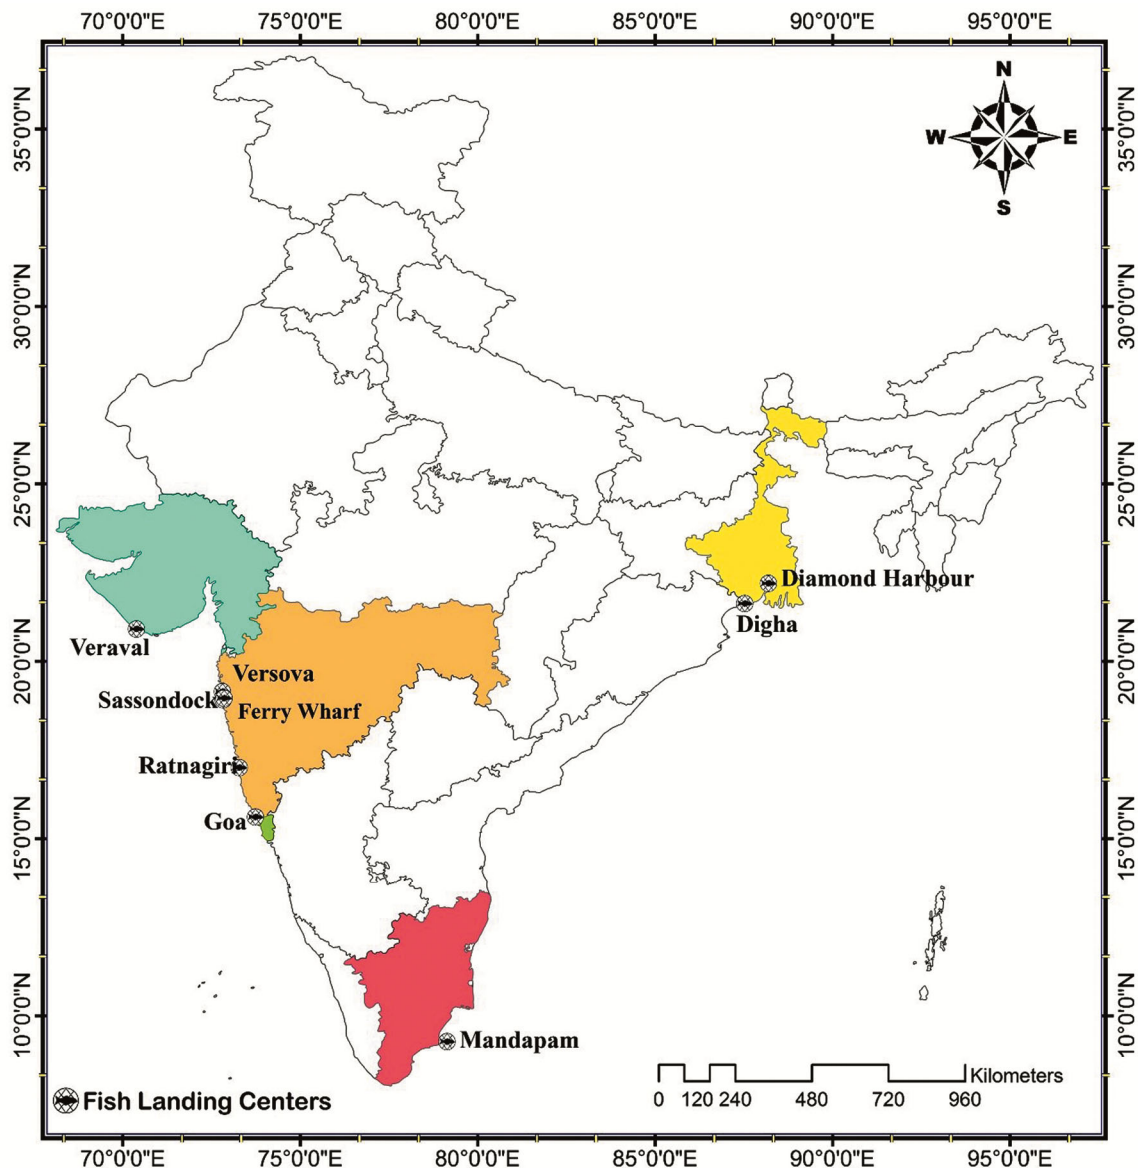 70°0'0"E 75°0'0"E 80°0'0"E 85°0'0"E 90°0'0"E 95°0'0"E
N
W E
S
35°0'0"N 35°0'0"N
30°0'0"N 30°0'0"N
25°0'0"N 25°0'0"N
Diamond Harbour
Digha
Veraval
20°0'0"N 20°0'0"N
Versova
Sassondock
Ferry Wharf
Ratnagiri
Goa
15°0'0"N 15°0'0"N
10°0'0"N 10°0'0"N
Mandapam
Kilometers
0 120 240 480 720 960
Fish Landing Centers
70°0'0"E 75°0'0"E 80°0'0"E 85°0'0"E 90°0'0"E 95°0'0"E